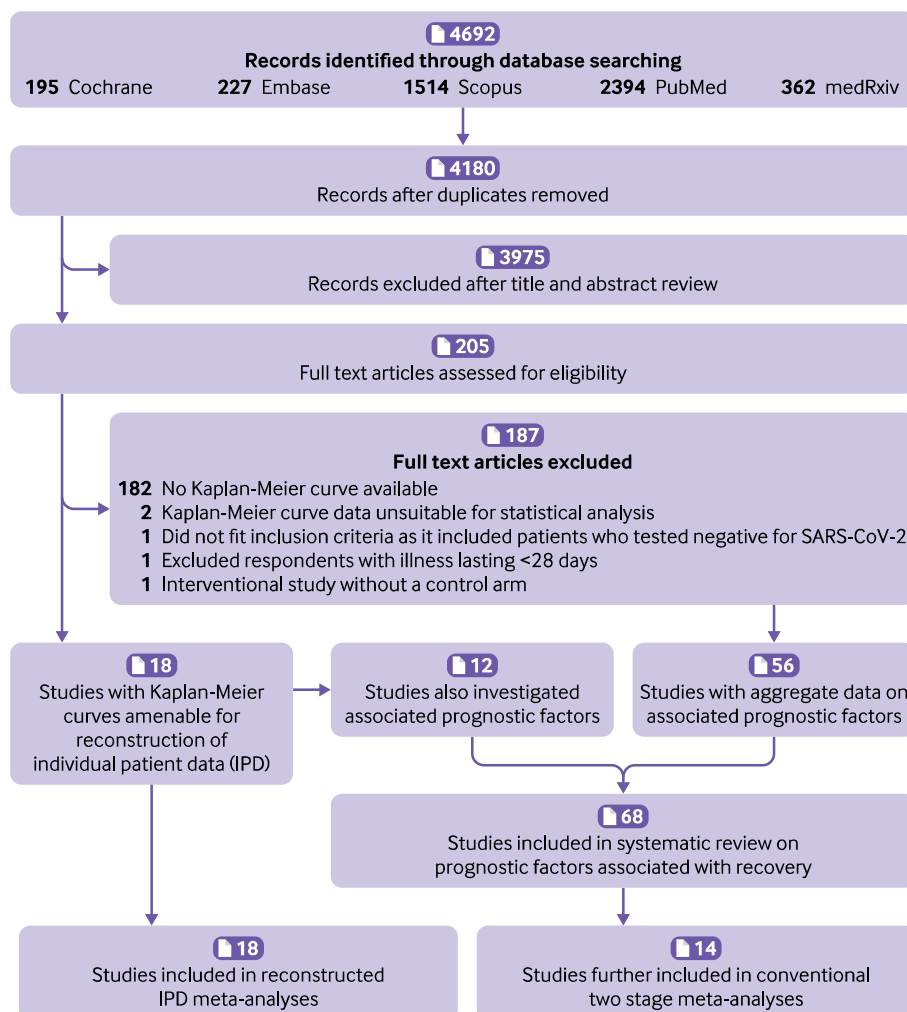 4692
Records identified through database searching
195 Cochrane 227 Embase 1514 Scopus 2394 PubMed 362 medRxiv
4180
Records after duplicates removed
3975
Records excluded after title and abstract review
205
Full text articles assessed for eligibility
187
Full text articles excluded
182 No Kaplan-Meier curve available
2 Kaplan-Meier curve data unsuitable for statistical analysis
1 Did not fit inclusion criteria as it included patients who tested negative for SARS-CoV-2
1 Excluded respondents with illness lasting <28 days
1 Interventional study without a control arm
18
Studies with Kaplan-Meier
curves amenable for
reconstruction of
individual patient data (IPD)
12
Studies also investigated
associated prognostic factors
56
Studies with aggregate data on
associated prognostic factors
68
Studies included in systematic review on
prognostic factors associated with recovery
18
Studies included in reconstructed
IPD meta-analyses
14
Studies further included in conventional
two stage meta-analyses